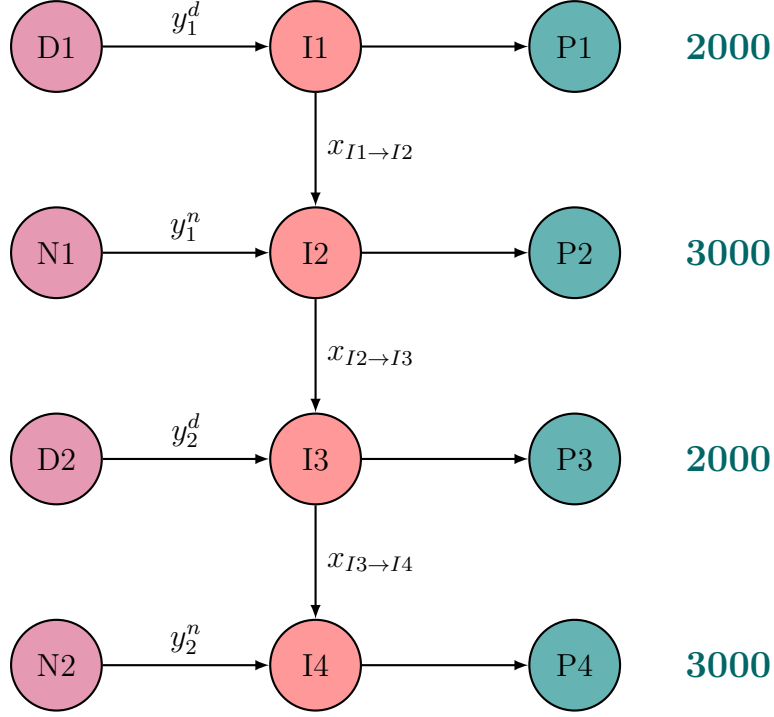 D1 y_1^d I1 P1 2000
x_{I1→I2}
N1 y_1^n I2 P2 3000
x_{I2→I3}
D2 y_2^d I3 P3 2000
x_{I3→I4}
N2 y_2^n I4 P4 3000